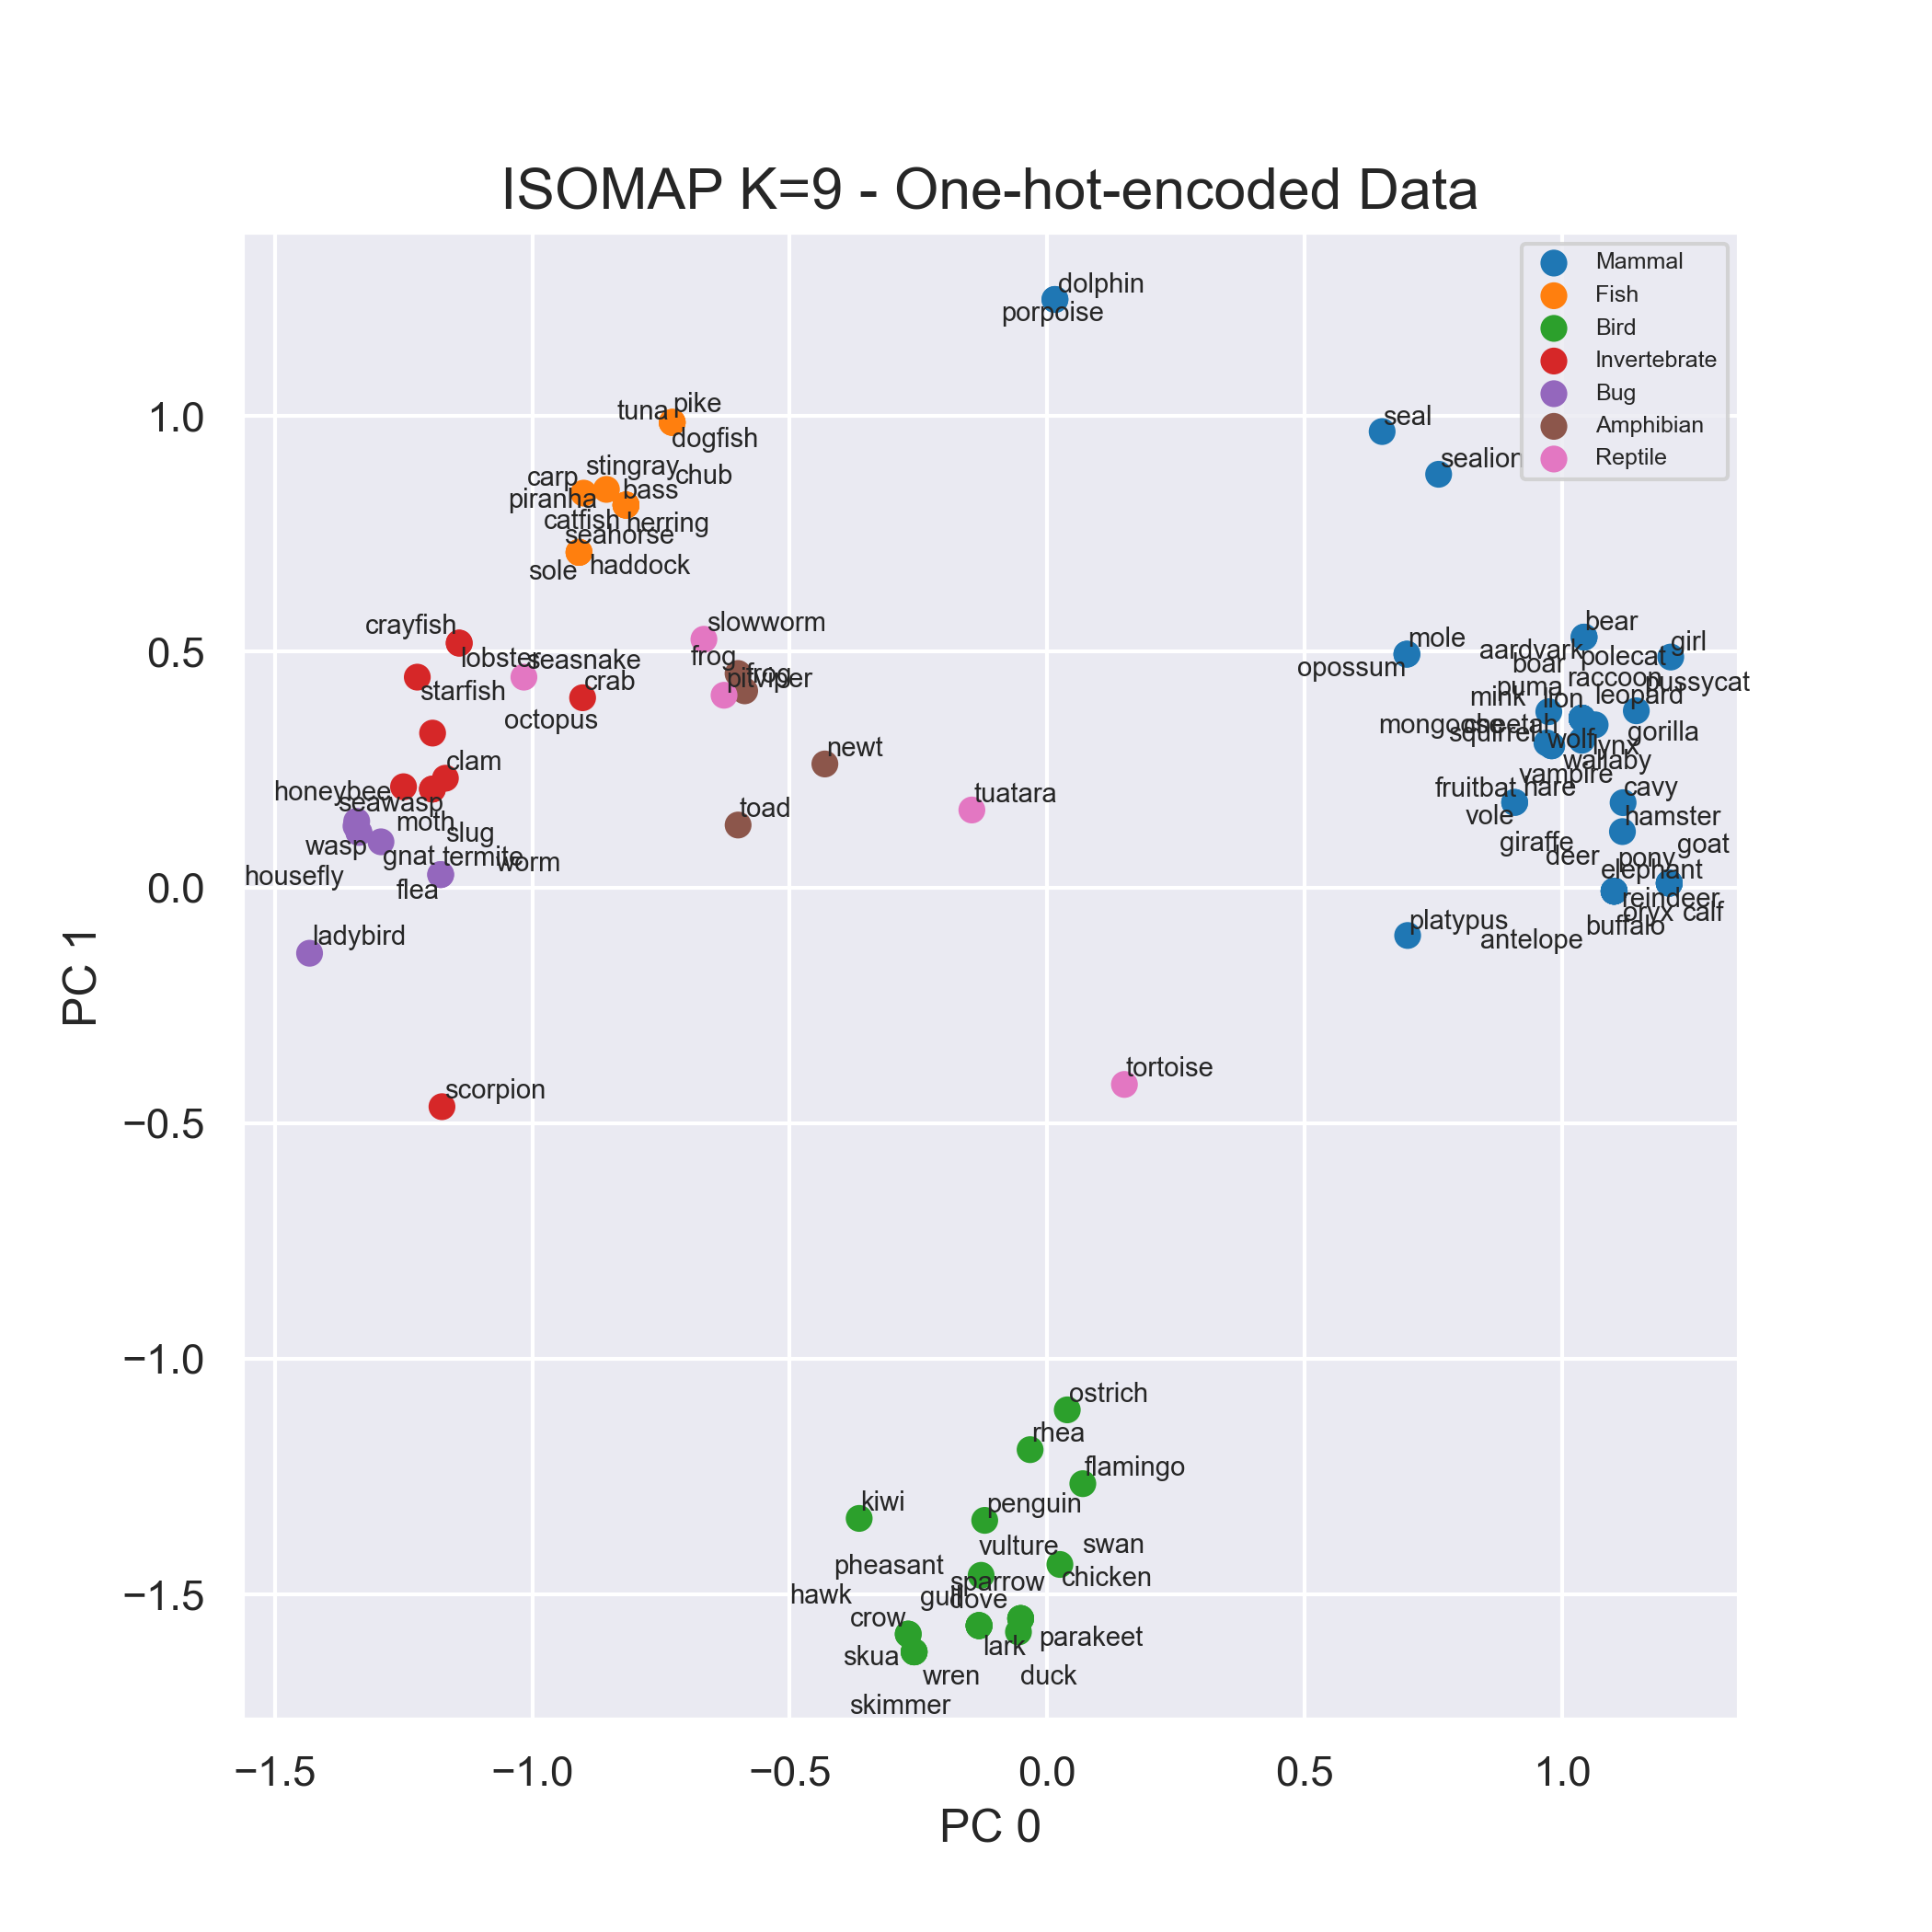 ISOMAP K=9 - One-hot-encoded Data
Mammal
Fish
Bird
Invertebrate
Bug
Amphibian
Reptile
dolphin
porpoise
tuna
pike
dogfish
seal
sealion
stingray
chub
carp
bass
piranha
catfish
herring
seahorse
sole
haddock
crayfish
slowworm
lobster
seasnake
frog
frog
pitviper
crab
starfish
octopus
newt
clam
honeybee
seawasp
tuatara
toad
moth
slug
wasp
gnat
termite
worm
housefly
flea
ladybird
scorpion
tortoise
bear
girl
mole
opossum
aardvark
polecat
boar
raccoon
pussycat
puma
mink
lion
leopard
mongoose
cheetah
gorilla
squirrel
wolf
lynx
wallaby
vampire
fruitbat
hare
cavy
vole
hamster
giraffe
deer
pony
goat
elephant
reindeer
oryx
calf
platypus
buffalo
antelope
ostrich
rhea
flamingo
kiwi
penguin
vulture
swan
pheasant
sparrow
chicken
hawk
gull
dove
crow
lark
parakeet
skua
wren
duck
skimmer
1.0
0.5
0.0
−0.5
−1.0
−1.5
PC 1
−1.5
−1.0
−0.5
0.0
0.5
1.0
PC 0